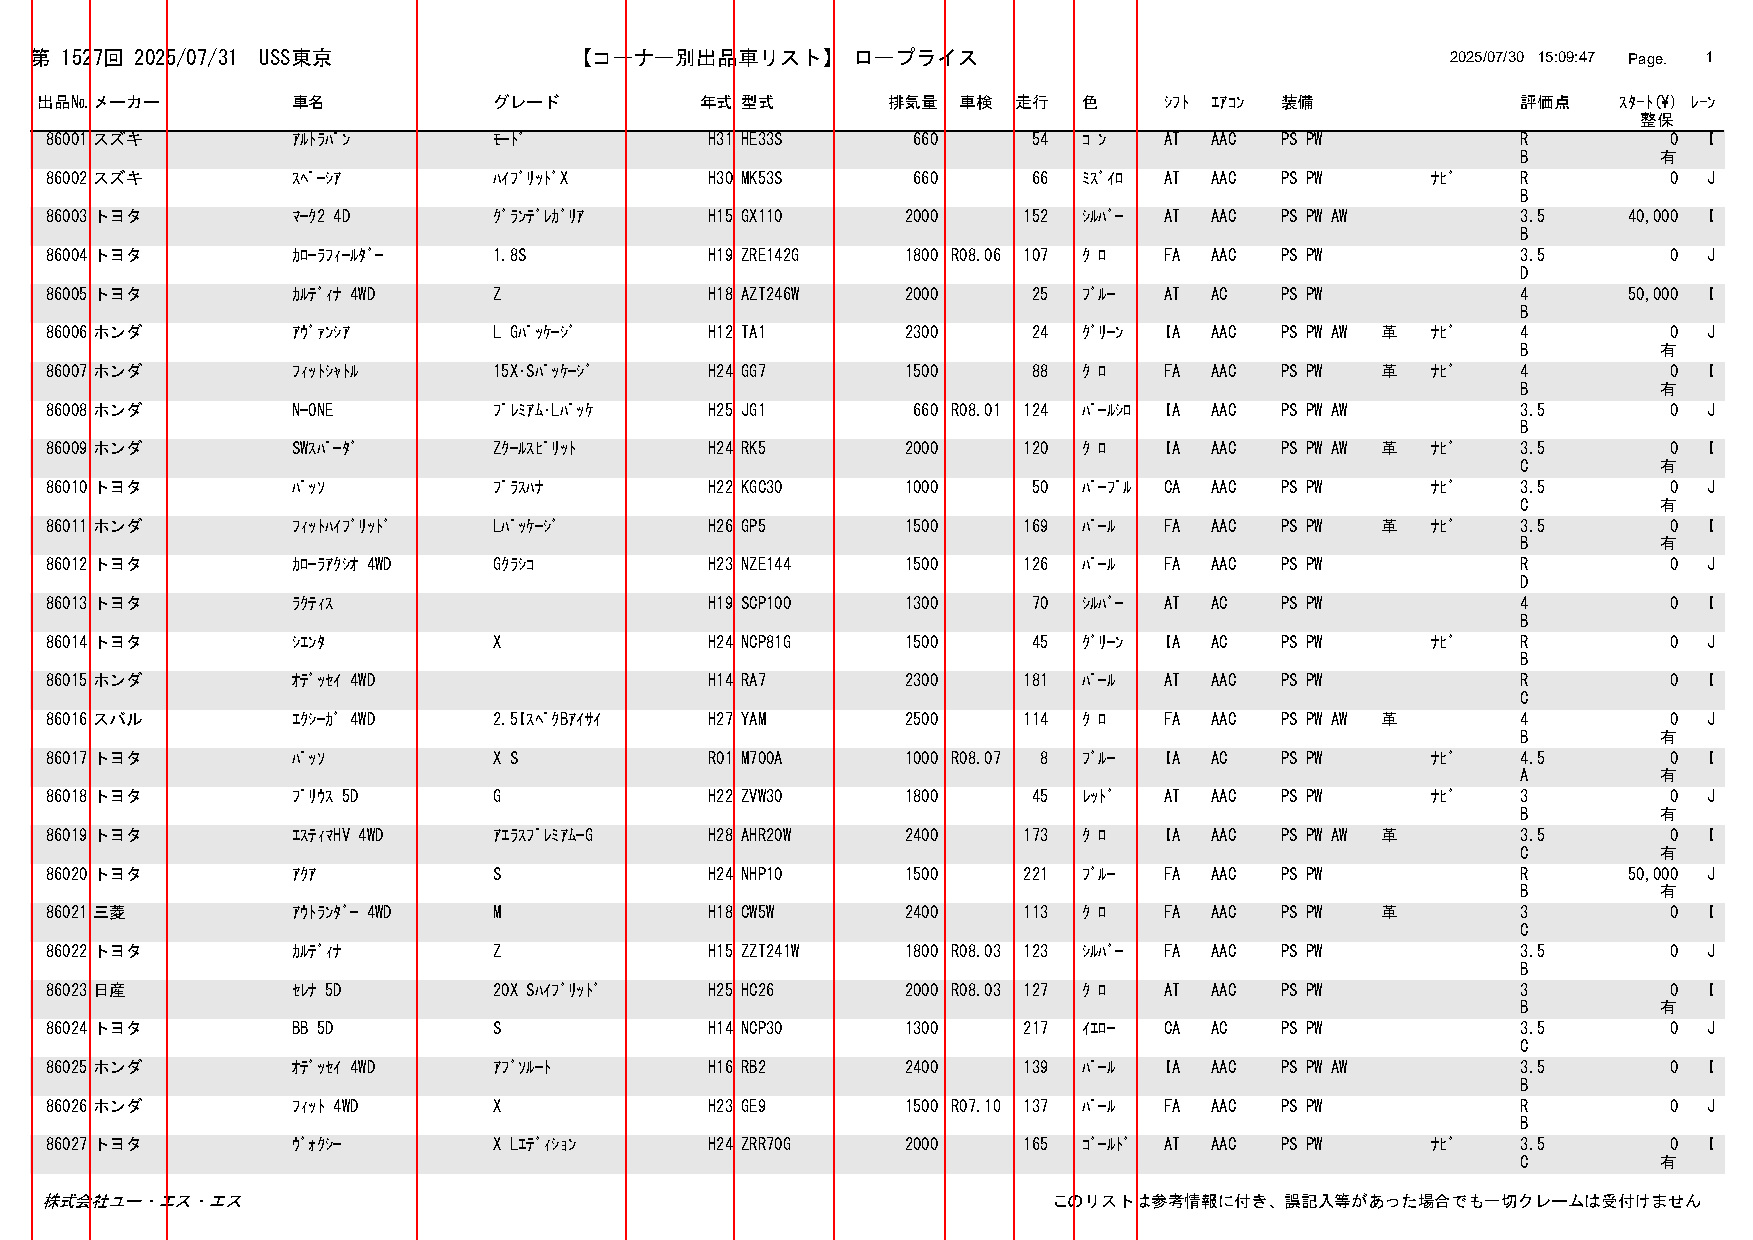 第 1527回 2025/07/31 USS東京 【コーナー別出品車リスト】 ロープライス 2025/07/30 15:09:47 Page. 1
出品No. メーカー 車名 グレード 年式 型式 排気量 車検 走行 色 ｼﾌﾄ ｴｱｺﾝ 装備 評価点 ｽﾀｰﾄ(¥) ﾚｰﾝ
整保
86001 スズキ ｱﾙﾄﾗﾊﾟﾝ ﾓｰﾄﾞ H31 HE33S 660 54 ｺ ﾝ AT AAC PS PW R 0 I
B 有
86002 スズキ ｽﾍﾟｰｼｱ ﾊｲﾌﾞﾘｯﾄﾞX H30 MK53S 660 66 ﾐｽﾞｲﾛ AT AAC PS PW ﾅﾋﾞ R 0 J
B
86003 トヨタ ﾏｰｸ2 4D ｸﾞﾗﾝﾃﾞﾚｶﾞﾘｱ H15 GX110 2000 152 ｼﾙﾊﾞｰ AT AAC PS PW AW 3.5 40,000 I
B
86004 トヨタ ｶﾛｰﾗﾌｨｰﾙﾀﾞｰ 1.8S H19 ZRE142G 1800 R08.06 107 ｸ ﾛ FA AAC PS PW 3.5 0 J
D
86005 トヨタ ｶﾙﾃﾞｨﾅ 4WD Z H18 AZT246W 2000 25 ﾌﾞﾙｰ AT AC PS PW 4 50,000 I
B
86006 ホンダ ｱｳﾞｧﾝｼｱ L Gﾊﾟｯｹｰｼﾞ H12 TA1 2300 24 ｸﾞﾘｰﾝ IA AAC PS PW AW 革 ﾅﾋﾞ 4 0 J
B 有
86007 ホンダ ﾌｨｯﾄｼｬﾄﾙ 15X･Sﾊﾟｯｹｰｼﾞ H24 GG7 1500 88 ｸ ﾛ FA AAC PS PW 革 ﾅﾋﾞ 4 0 I
B 有
86008 ホンダ N-ONE ﾌﾟﾚﾐｱﾑ･Lﾊﾟｯｹ H25 JG1 660 R08.01 124 ﾊﾟｰﾙｼﾛ IA AAC PS PW AW 3.5 0 J
B
86009 ホンダ SWｽﾊﾟｰﾀﾞ Zｸｰﾙｽﾋﾟﾘｯﾄ H24 RK5 2000 120 ｸ ﾛ IA AAC PS PW AW 革 ﾅﾋﾞ 3.5 0 I
C 有
86010 トヨタ ﾊﾟｯｿ ﾌﾟﾗｽﾊﾅ H22 KGC30 1000 50 ﾊﾟｰﾌﾟﾙ CA AAC PS PW ﾅﾋﾞ 3.5 0 J
C 有
86011 ホンダ ﾌｨｯﾄﾊｲﾌﾞﾘｯﾄﾞ Lﾊﾟｯｹｰｼﾞ H26 GP5 1500 169 ﾊﾟｰﾙ FA AAC PS PW 革 ﾅﾋﾞ 3.5 0 I
B 有
86012 トヨタ ｶﾛｰﾗｱｸｼｵ 4WD Gｸﾗｼｺ H23 NZE144 1500 126 ﾊﾟｰﾙ FA AAC PS PW R 0 J
D
86013 トヨタ ﾗｸﾃｨｽ H19 SCP100 1300 70 ｼﾙﾊﾞｰ AT AC PS PW 4 0 I
B
86014 トヨタ ｼｴﾝﾀ X H24 NCP81G 1500 45 ｸﾞﾘｰﾝ IA AC PS PW ﾅﾋﾞ R 0 J
B
86015 ホンダ ｵﾃﾞｯｾｲ 4WD H14 RA7 2300 181 ﾊﾟｰﾙ AT AAC PS PW R 0 I
C
86016 スバル ｴｸｼｰｶﾞ 4WD 2.5IｽﾍﾟｸBｱｲｻｲ H27 YAM 2500 114 ｸ ﾛ FA AAC PS PW AW 革 4 0 J
B 有
86017 トヨタ ﾊﾟｯｿ X S R01 M700A 1000 R08.07 8 ﾌﾞﾙｰ IA AC PS PW ﾅﾋﾞ 4.5 0 I
A 有
86018 トヨタ ﾌﾟﾘｳｽ 5D G H22 ZVW30 1800 45 ﾚｯﾄﾞ AT AAC PS PW ﾅﾋﾞ 3 0 J
B 有
86019 トヨタ ｴｽﾃｨﾏHV 4WD ｱｴﾗｽﾌﾟﾚﾐｱﾑｰG H28 AHR20W 2400 173 ｸ ﾛ IA AAC PS PW AW 革 3.5 0 I
C 有
86020 トヨタ ｱｸｱ S H24 NHP10 1500 221 ﾌﾞﾙｰ FA AAC PS PW R 50,000 J
B 有
86021 三菱 ｱｳﾄﾗﾝﾀﾞｰ 4WD M H18 CW5W 2400 113 ｸ ﾛ FA AAC PS PW 革 3 0 I
C
86022 トヨタ ｶﾙﾃﾞｨﾅ Z H15 ZZT241W 1800 R08.03 123 ｼﾙﾊﾞｰ FA AAC PS PW 3.5 0 J
B
86023 日産 ｾﾚﾅ 5D 20X Sﾊｲﾌﾞﾘｯﾄﾞ H25 HC26 2000 R08.03 127 ｸ ﾛ AT AAC PS PW 3 0 I
B 有
86024 トヨタ BB 5D S H14 NCP30 1300 217 ｲｴﾛｰ CA AC PS PW 3.5 0 J
C
86025 ホンダ ｵﾃﾞｯｾｲ 4WD ｱﾌﾞｿﾙｰﾄ H16 RB2 2400 139 ﾊﾟｰﾙ IA AAC PS PW AW 3.5 0 I
B
86026 ホンダ ﾌｨｯﾄ 4WD X H23 GE9 1500 R07.10 137 ﾊﾟｰﾙ FA AAC PS PW R 0 J
B
86027 トヨタ ｳﾞｫｸｼｰ X Lｴﾃﾞｨｼｮﾝ H24 ZRR70G 2000 165 ｺﾞｰﾙﾄﾞ AT AAC PS PW ﾅﾋﾞ 3.5 0 I
C 有
株式会社ユー・エス・エス このリストは参考情報に付き、誤記入等があった場合でも一切クレームは受付けません